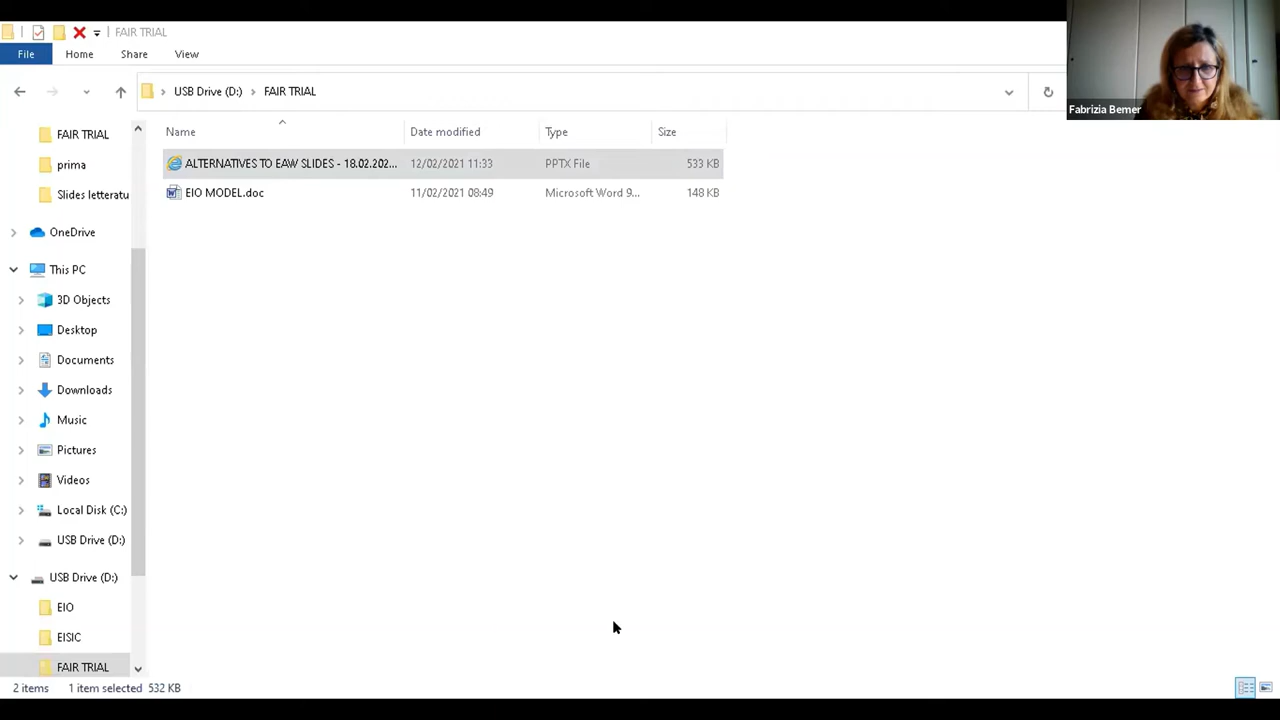 FAIR TRIAL
File Home Share View
USB Drive (D:) FAIR TRIAL
Fabrizia Bemer
Name Date modified Type Size
ALTERNATIVES TO EAW SLIDES - 18.02.202... 12/02/2021 11:33 PPTX File 533 KB
EIO MODEL.doc 11/02/2021 08:49 Microsoft Word 9... 148 KB
FAIR TRIAL
prima
Slides letteratu
OneDrive
This PC
3D Objects
Desktop
Documents
Downloads
Music
Pictures
Videos
Local Disk (C:)
USB Drive (D:)
USB Drive (D:)
EIO
EISIC
FAIR TRIAL
2 items 1 item selected 532 KB